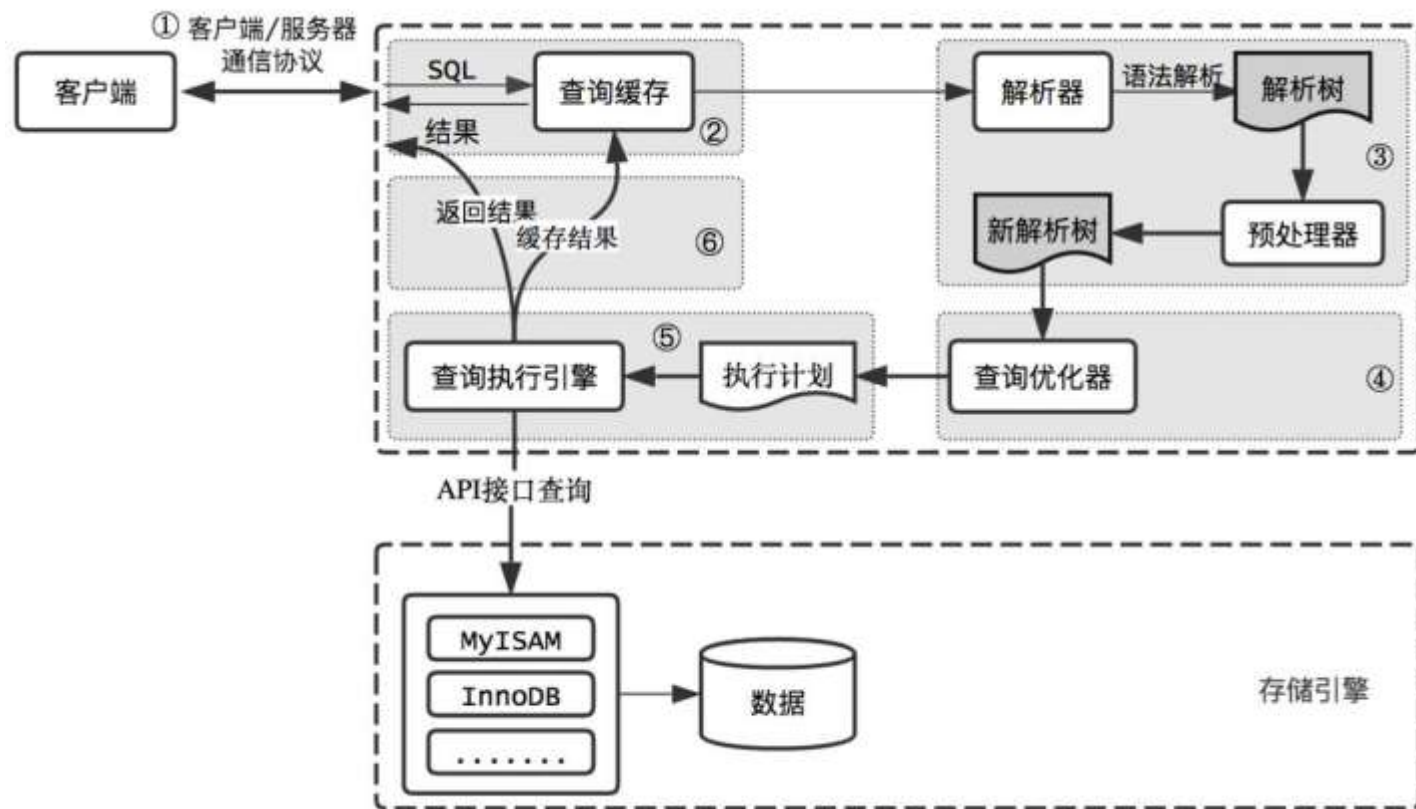 ① 客户端/服务器
通信协议
客户端
SQL
查询缓存
结果
②
解析器
语法解析
解析树
③
预处理器
新解析树
返回结果
缓存结果
⑥
⑤
查询执行引擎
执行计划
查询优化器
④
API接口查询
MyISAM
InnoDB
.......
数据
存储引擎